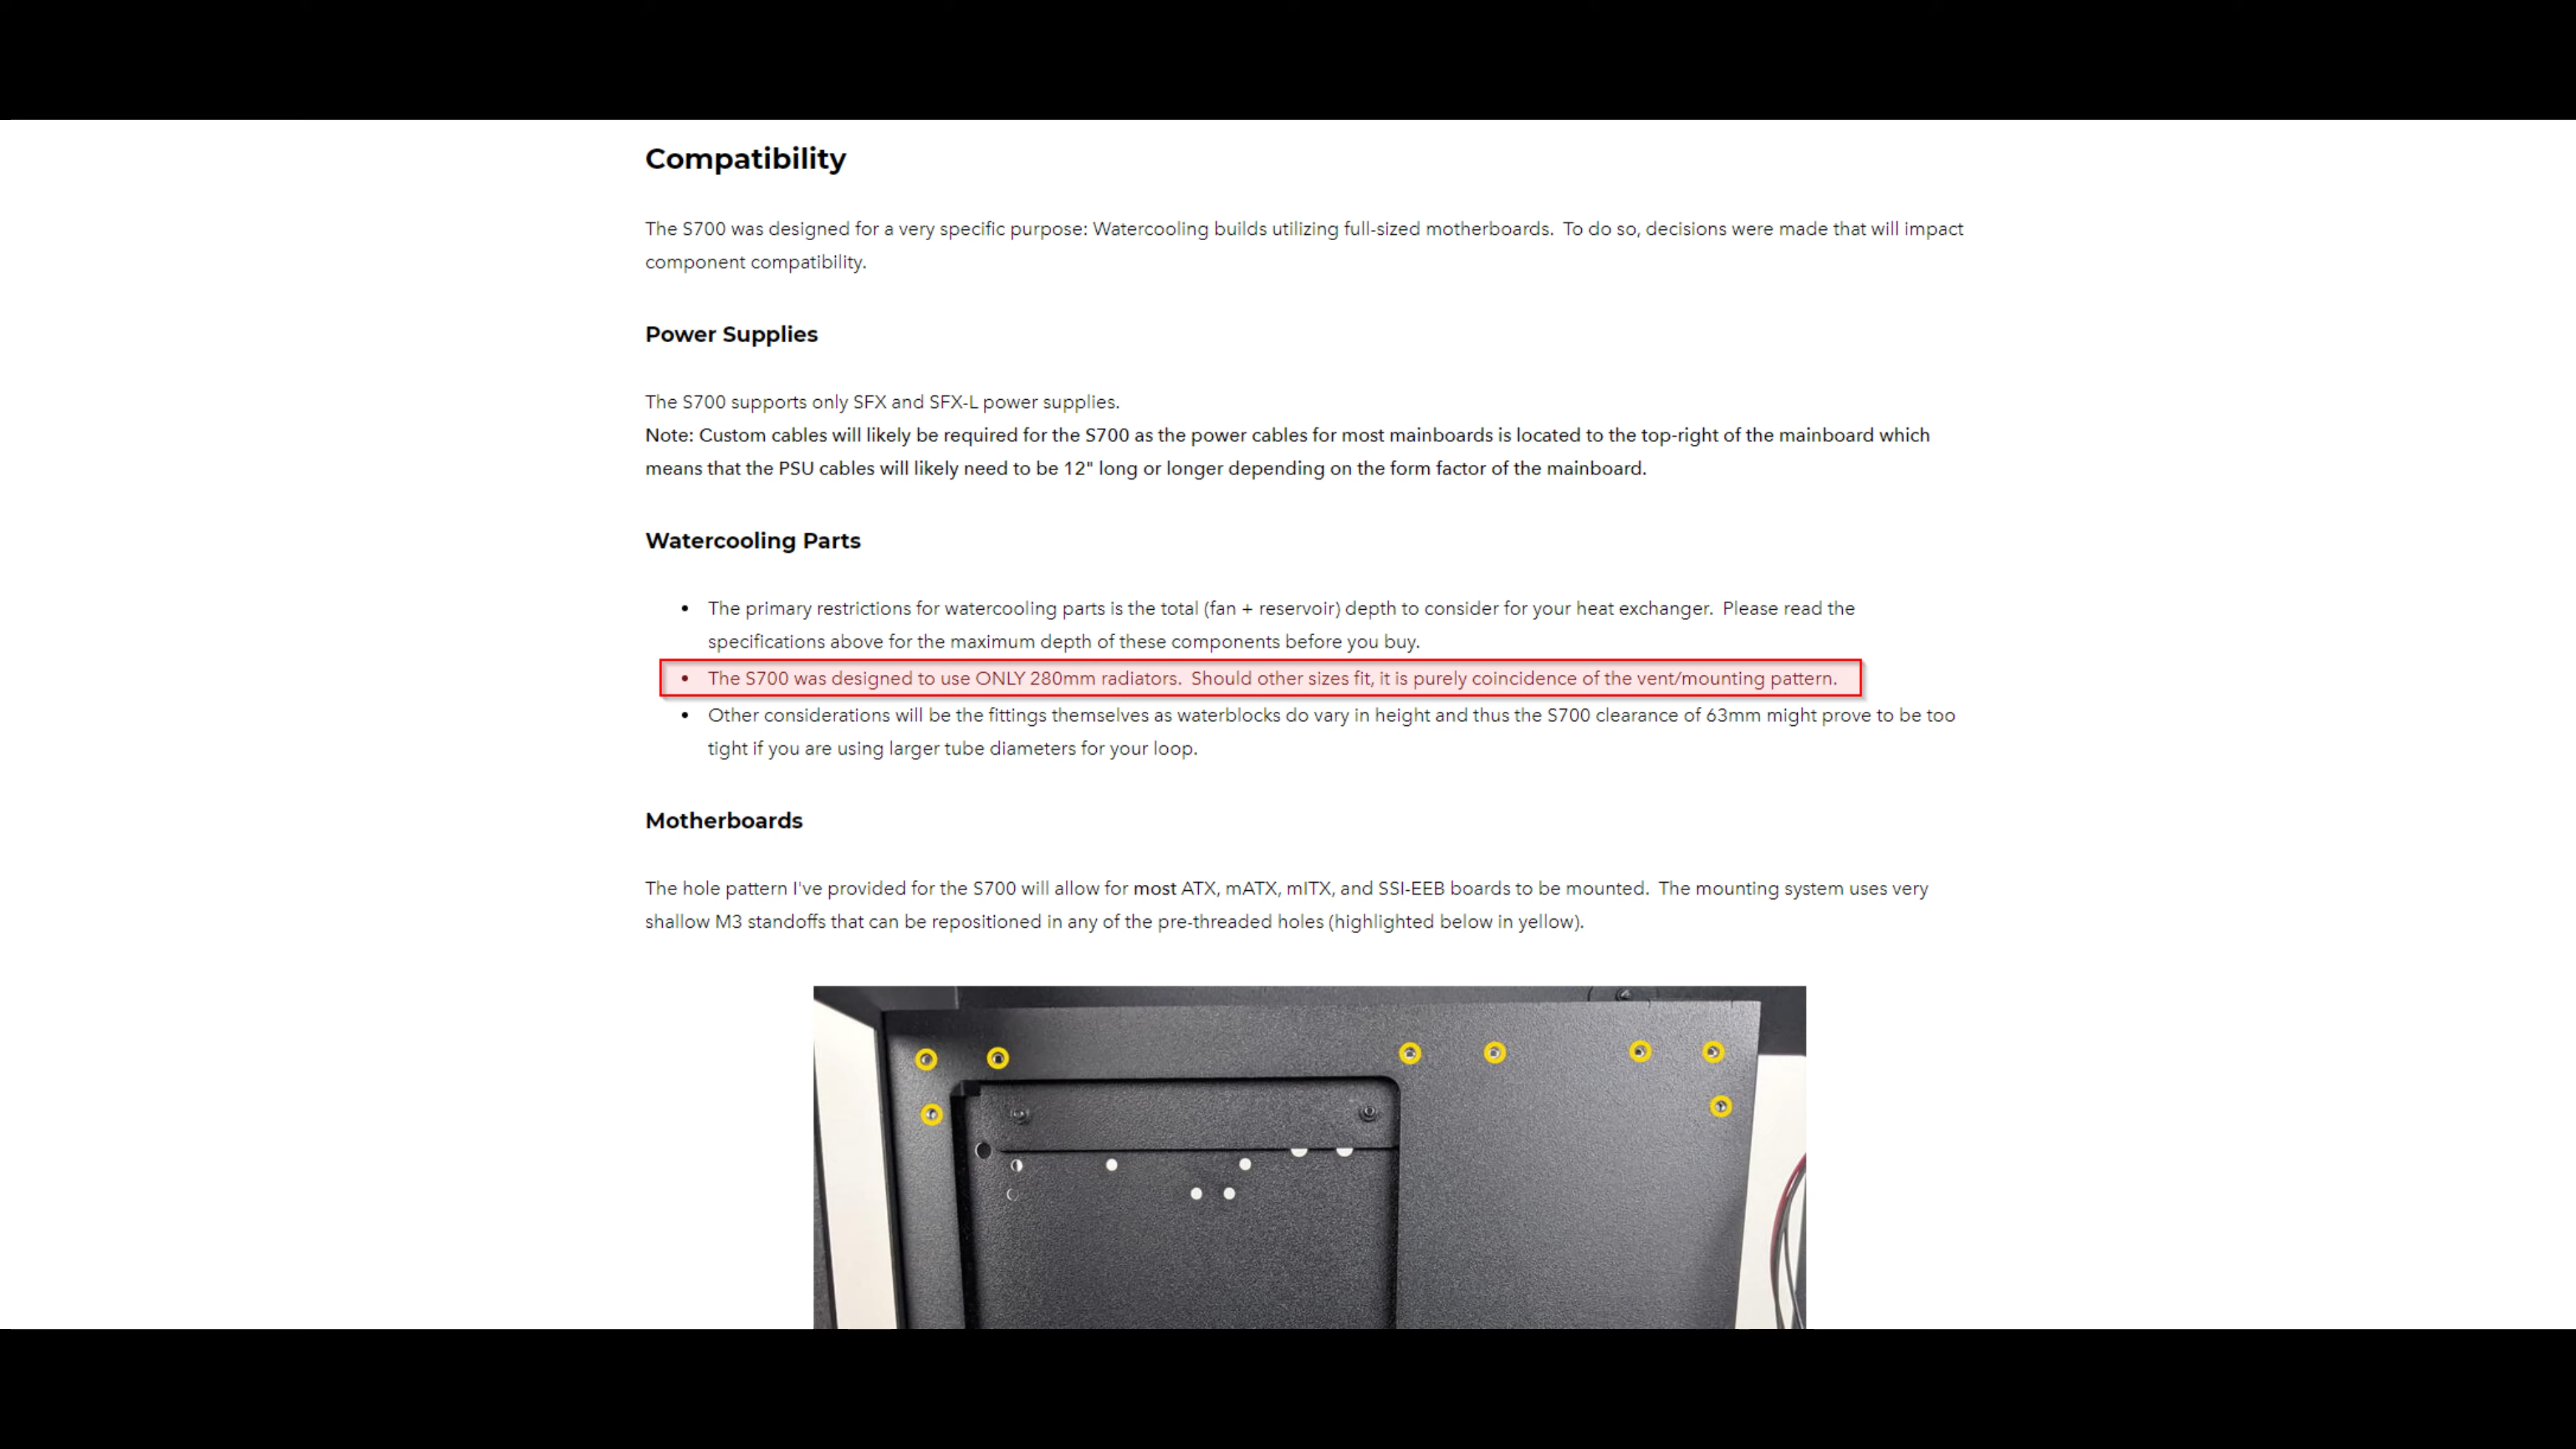 Compatibility
The S700 was designed for a very specific purpose: Watercooling builds utilizing full-sized motherboards.  To do so, decisions were made that will impact
component compatibility.
Power Supplies
The S700 supports only SFX and SFX-L power supplies.
Note: Custom cables will likely be required for the S700 as the power cables for most mainboards is located to the top-right of the mainboard which
means that the PSU cables will likely need to be 12" long or longer depending on the form factor of the mainboard.
Watercooling Parts
• The primary restrictions for watercooling parts is the total (fan + reservoir) depth to consider for your heat exchanger.  Please read the
specifications above for the maximum depth of these components before you buy.
• The S700 was designed to use ONLY 280mm radiators.  Should other sizes fit, it is purely coincidence of the vent/mounting pattern.
• Other considerations will be the fittings themselves as waterblocks do vary in height and thus the S700 clearance of 63mm might prove to be too
tight if you are using larger tube diameters for your loop.
Motherboards
The hole pattern I've provided for the S700 will allow for most ATX, mATX, mITX, and SSI-EEB boards to be mounted.  The mounting system uses very
shallow M3 standoffs that can be repositioned in any of the pre-threaded holes (highlighted below in yellow).